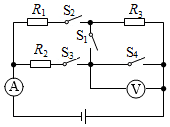 R₁ S₂ R₃
S₁
R₂ S₃ S₄
A V